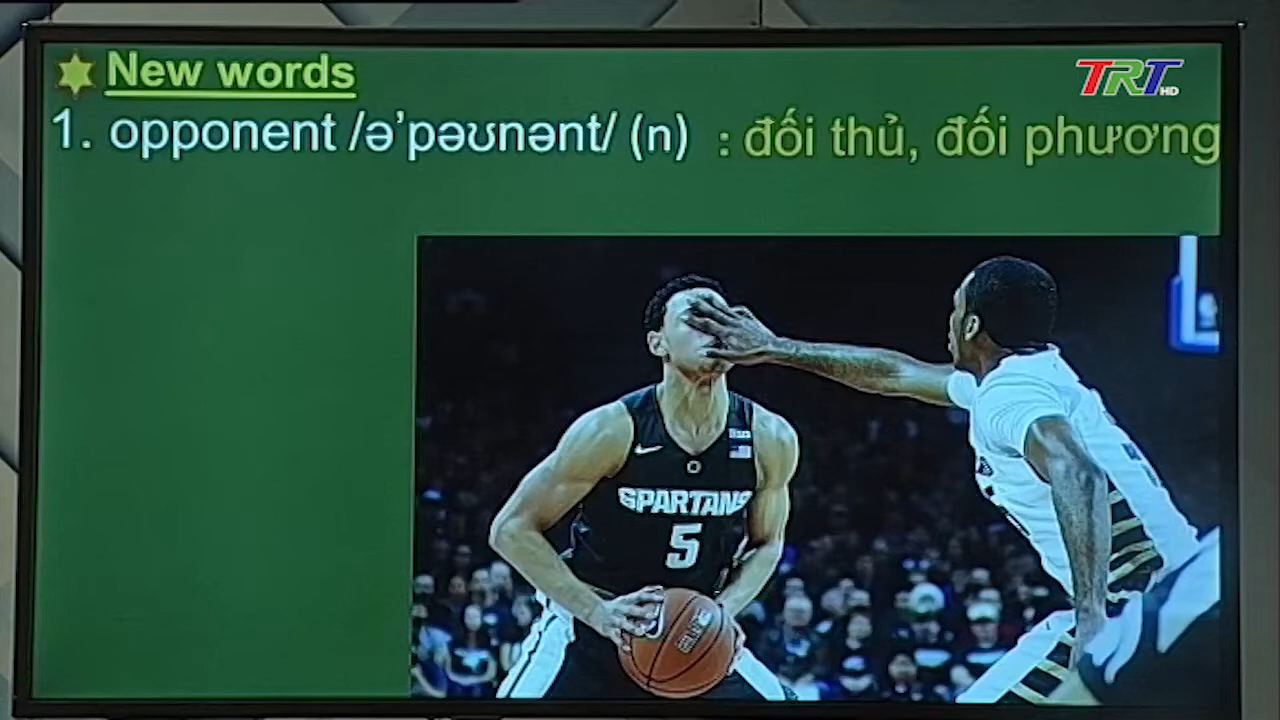 New words
TRT HD
1. opponent /ə'pəʊnənt/ (n) : đối thủ, đối phương
SPARTANS
5